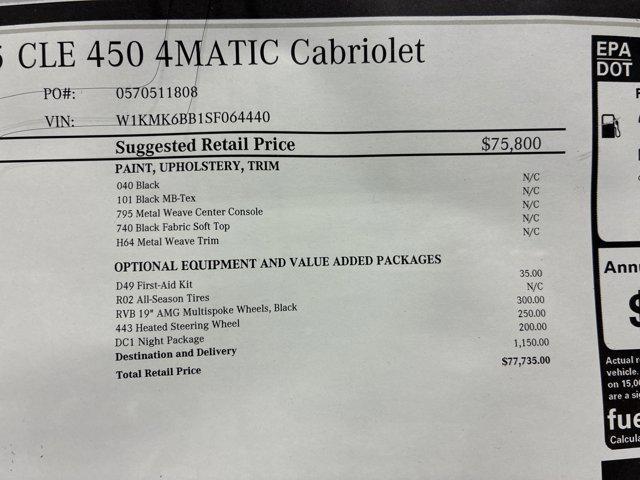 CLE 450 4MATIC Cabriolet
PO#: 0570511808
VIN: W1KMK6BB1SF064440
Suggested Retail Price $75,800
PAINT, UPHOLSTERY, TRIM
040 Black N/C
101 Black MB-Tex N/C
795 Metal Weave Center Console N/C
740 Black Fabric Soft Top N/C
H64 Metal Weave Trim N/C
OPTIONAL EQUIPMENT AND VALUE ADDED PACKAGES
D49 First-Aid Kit 35.00
R02 All-Season Tires N/C
RVB 19" AMG Multispoke Wheels, Black 300.00
443 Heated Steering Wheel 250.00
DC1 Night Package 200.00
Destination and Delivery 1,150.00
Total Retail Price $77,735.00
EPA
DOT
Annu
$
Actual r
vehicle.
on 15,0
are a si
fue
Calcula